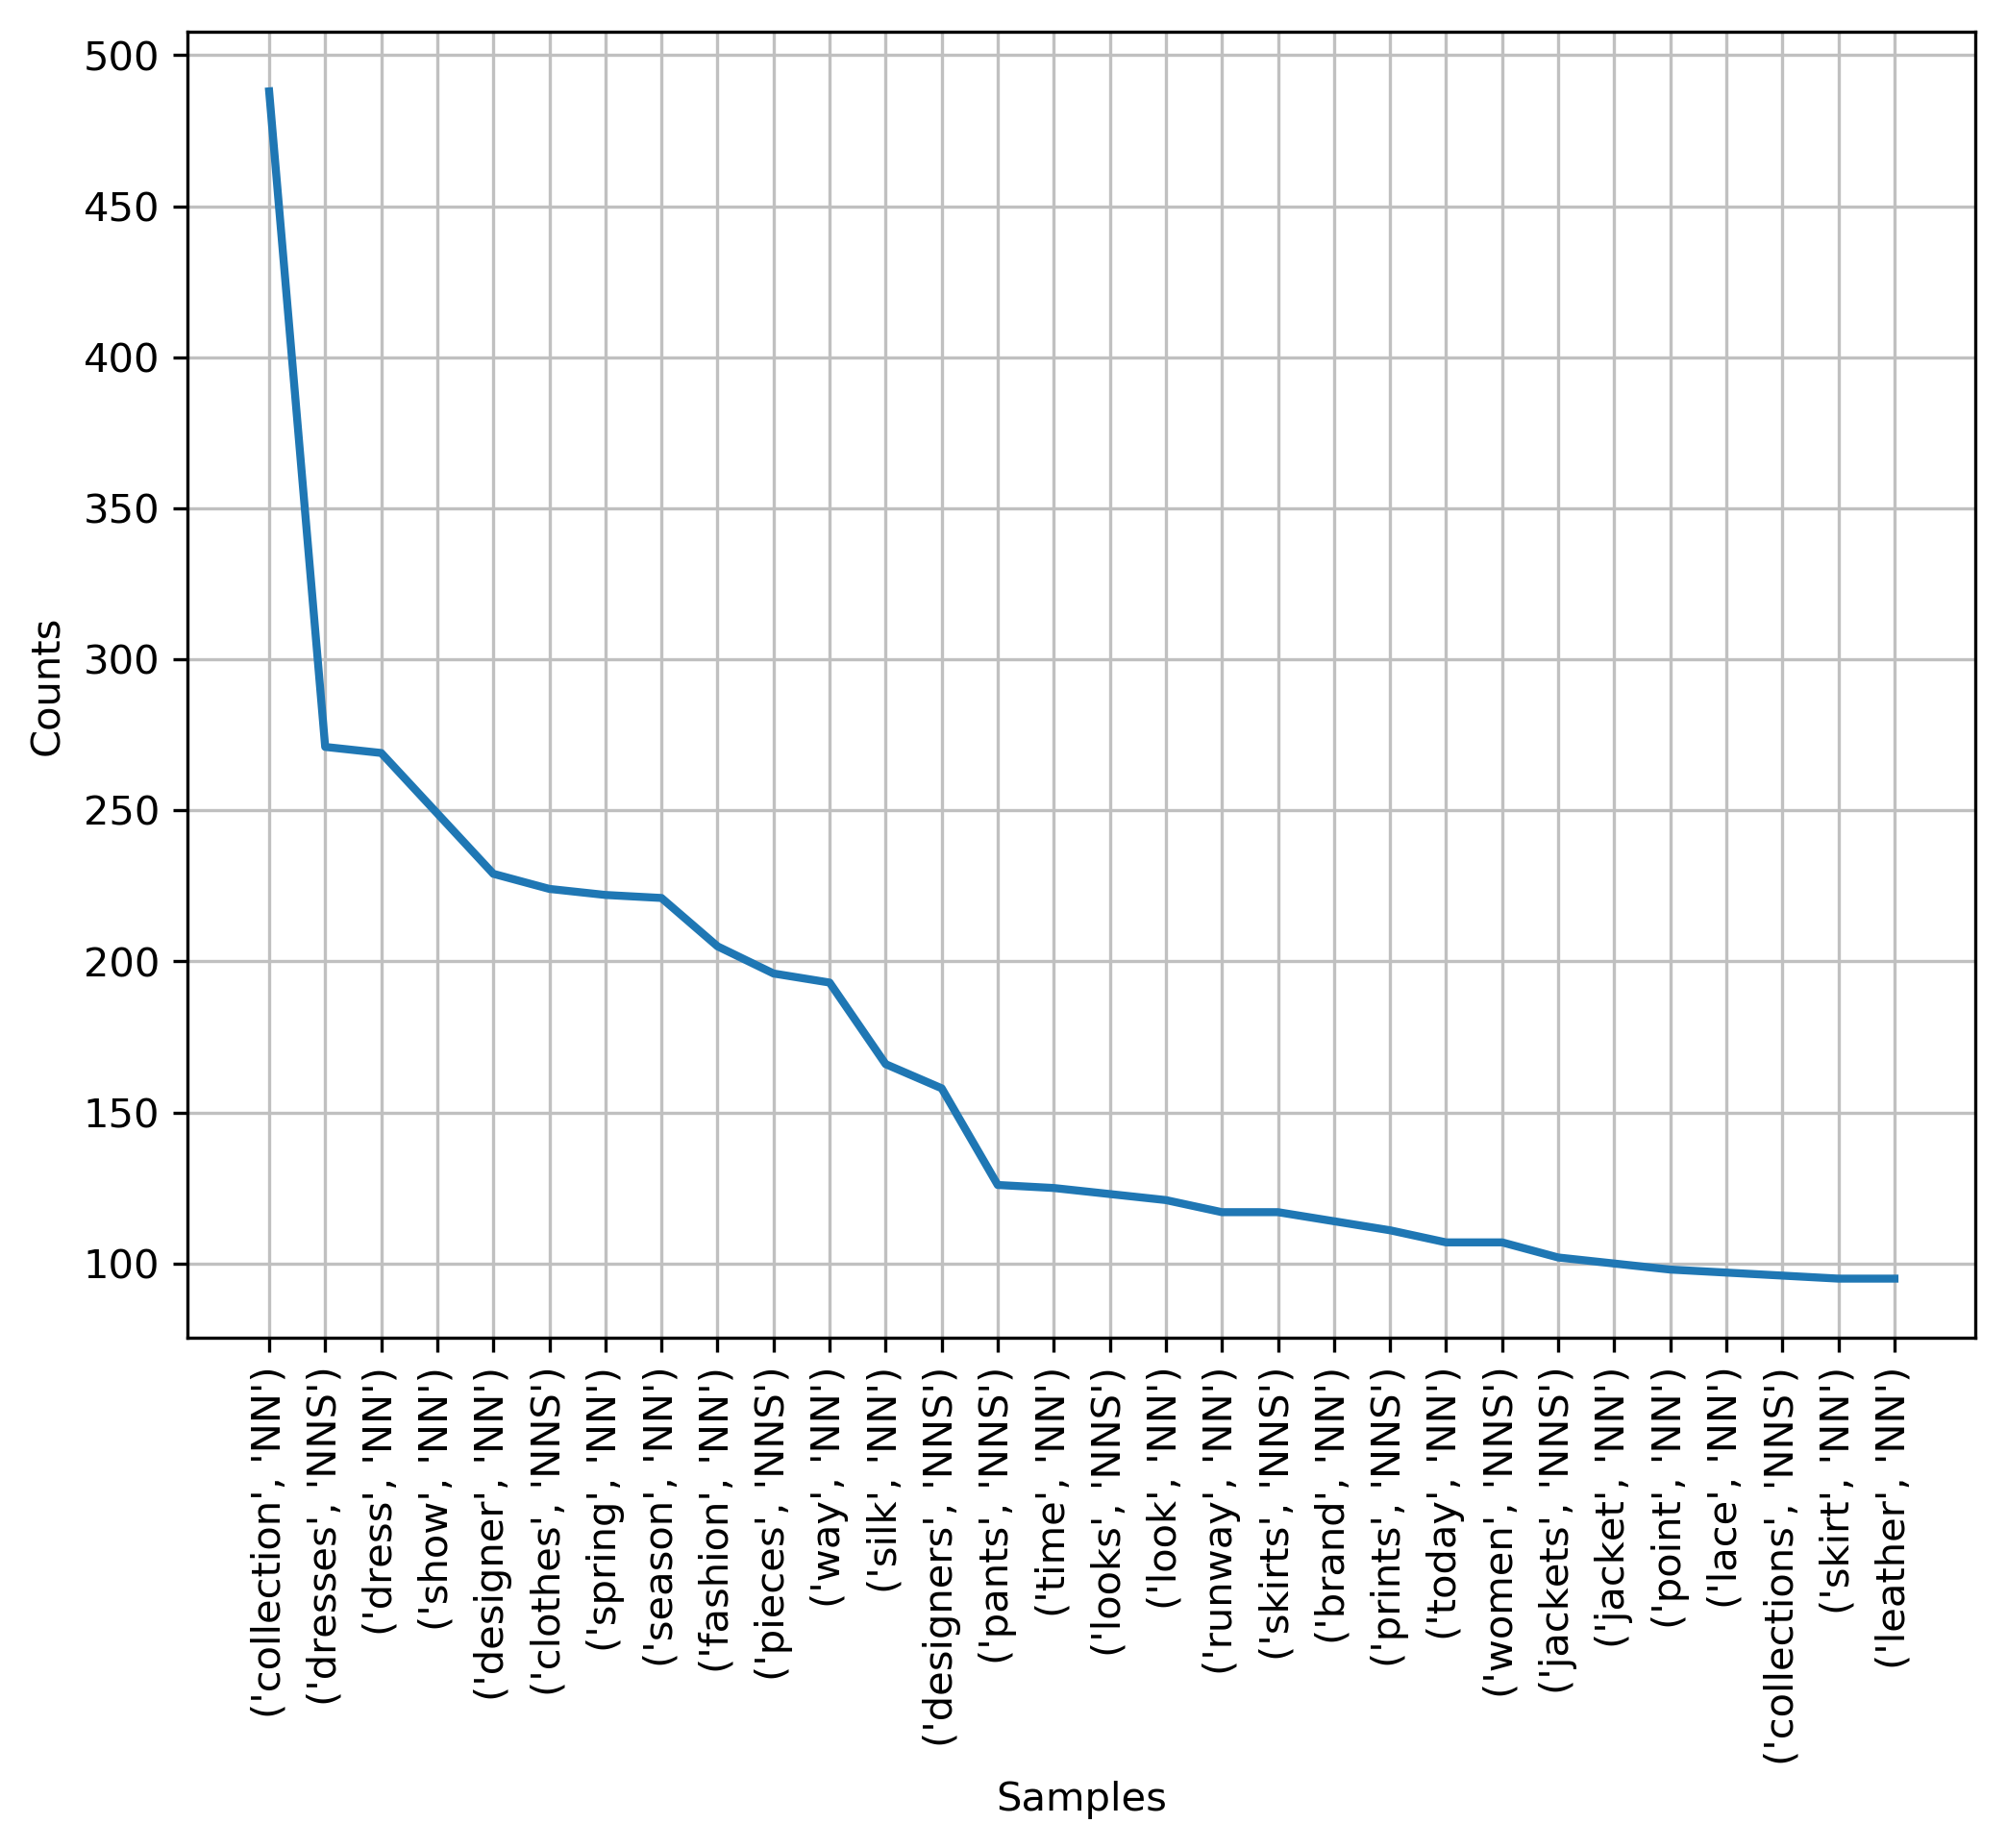 500
450
400
350
300
250
200
150
100
Counts
('collection', 'NN')
('dresses', 'NNS')
('dress', 'NN')
('show', 'NN')
('designer', 'NN')
('clothes', 'NNS')
('spring', 'NN')
('season', 'NN')
('fashion', 'NN')
('pieces', 'NNS')
('way', 'NN')
('silk', 'NN')
('designers', 'NNS')
('pants', 'NNS')
('time', 'NN')
('looks', 'NNS')
('look', 'NN')
('runway', 'NN')
('skirts', 'NNS')
('brand', 'NN')
('prints', 'NNS')
('today', 'NN')
('women', 'NNS')
('jackets', 'NNS')
('jacket', 'NN')
('point', 'NN')
('lace', 'NN')
('collections', 'NNS')
('skirt', 'NN')
('leather', 'NN')
Samples